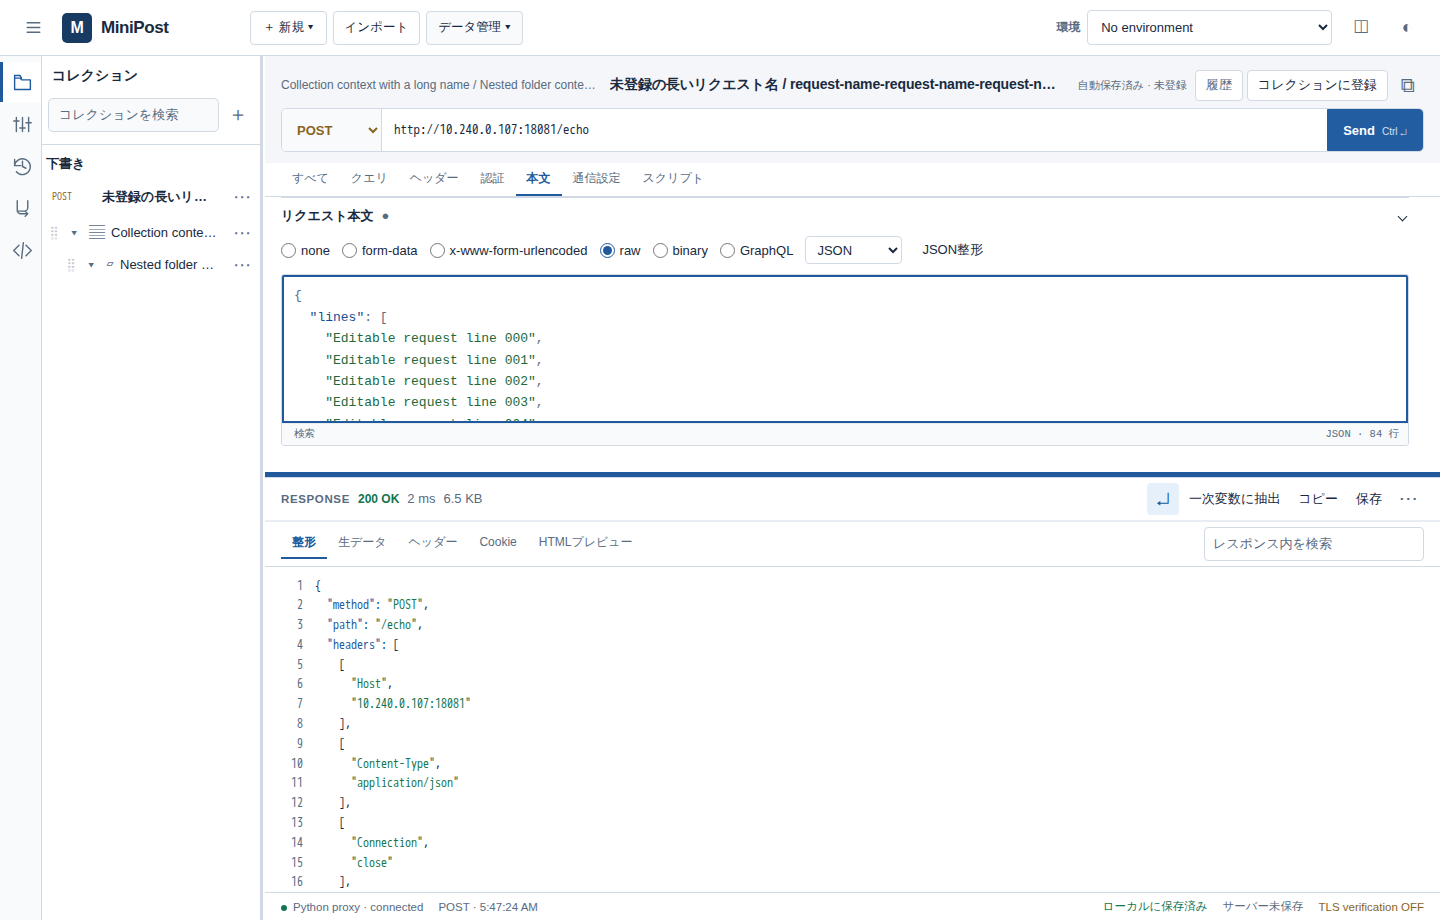 M MiniPost ＋ 新規 ▾ インポート データ管理 ▾ 環境 No environment
コレクション
コレクションを検索 ＋
下書き
POST 未登録の長いリ… ···
▾ Collection conte… ···
▾ Nested folder … ···
Collection context with a long name / Nested folder conte… 未登録の長いリクエスト名 / request-name-request-name-request-n… 自動保存済み · 未登録 履歴 コレクションに登録
POST http://10.240.0.107:18081/echo Send Ctrl ↵
すべて クエリ ヘッダー 認証 本文 通信設定 スクリプト
リクエスト本文 ●
none form-data x-www-form-urlencoded raw binary GraphQL JSON JSON整形
{
"lines": [
"Editable request line 000",
"Editable request line 001",
"Editable request line 002",
"Editable request line 003",
検索 JSON · 84 行
RESPONSE 200 OK 2 ms 6.5 KB 一次変数に抽出 コピー 保存 ···
整形 生データ ヘッダー Cookie HTMLプレビュー レスポンス内を検索
1 {
2 "method": "POST",
3 "path": "/echo",
4 "headers": [
5 [
6 "Host",
7 "10.240.0.107:18081"
8 ],
9 [
10 "Content-Type",
11 "application/json"
12 ],
13 [
14 "Connection",
15 "close"
16 ],
Python proxy · connected POST · 5:47:24 AM ローカルに保存済み サーバー未保存 TLS verification OFF